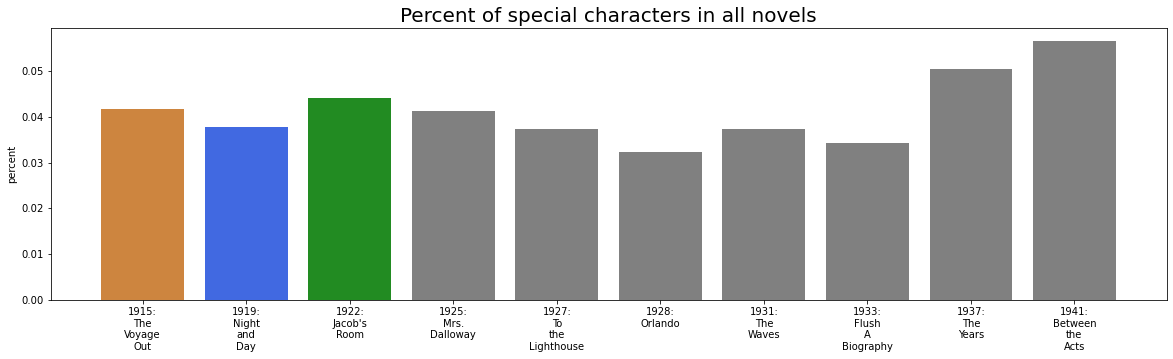 Percent of special characters in all novels
percent
0.05
0.04
0.03
0.02
0.01
0.00
1915:
The
Voyage
Out
1919:
Night
and
Day
1922:
Jacob's
Room
1925:
Mrs.
Dalloway
1927:
To
the
Lighthouse
1928:
Orlando
1931:
The
Waves
1933:
Flush
A
Biography
1937:
The
Years
1941:
Between
the
Acts